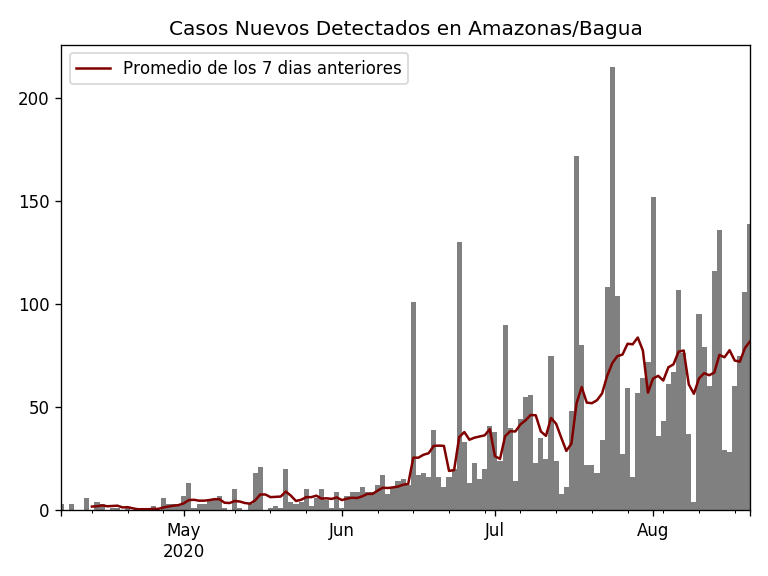 Casos Nuevos Detectados en Amazonas/Bagua
Promedio de los 7 dias anteriores
200
150
100
50
0
May
2020
Jun
Jul
Aug